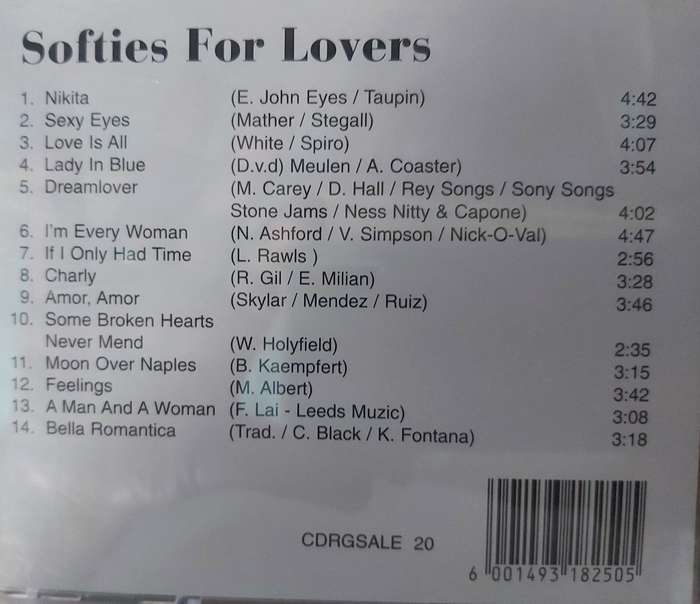 Softies For Lovers
1. Nikita (E. John Eyes / Taupin) 4:42
2. Sexy Eyes (Mather / Stegall) 3:29
3. Love Is All (White / Spiro) 4:07
4. Lady In Blue (D.v.d) Meulen / A. Coaster) 3:54
5. Dreamlover (M. Carey / D. Hall / Rey Songs / Sony Songs
Stone Jams / Ness Nitty & Capone) 4:02
6. I'm Every Woman (N. Ashford / V. Simpson / Nick-O-Val) 4:47
7. If I Only Had Time (L. Rawls ) 2:56
8. Charly (R. Gil / E. Milian) 3:28
9. Amor, Amor (Skylar / Mendez / Ruiz) 3:46
10. Some Broken Hearts
Never Mend (W. Holyfield) 2:35
11. Moon Over Naples (B. Kaempfert) 3:15
12. Feelings (M. Albert) 3:42
13. A Man And A Woman (F. Lai - Leeds Muzic) 3:08
14. Bella Romantica (Trad. / C. Black / K. Fontana) 3:18
CDRGSALE 20
6 001493 182505